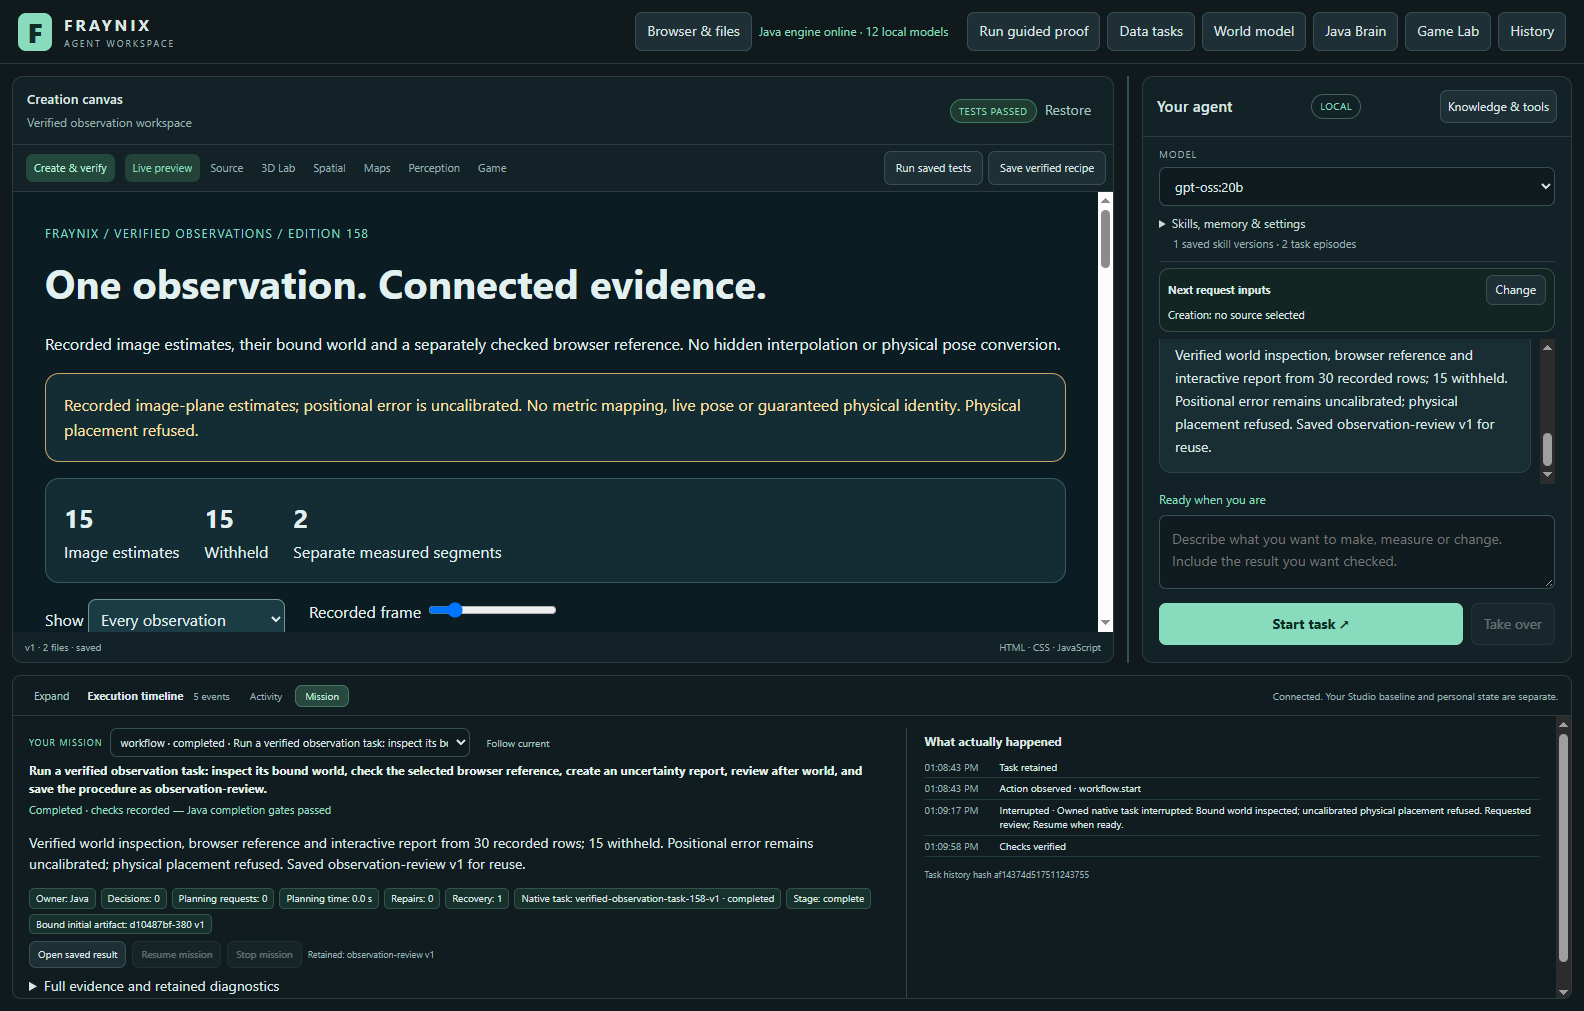 F FRAYNIX
AGENT WORKSPACE
Browser & files
Java engine online · 12 local models
Run guided proof
Data tasks
World model
Java Brain
Game Lab
History
Creation canvas
Verified observation workspace
TESTS PASSED
Restore
Create & verify
Live preview
Source
3D Lab
Spatial
Maps
Perception
Game
Run saved tests
Save verified recipe
FRAYNIX / VERIFIED OBSERVATIONS / EDITION 158
One observation. Connected evidence.
Recorded image estimates, their bound world and a separately checked browser reference. No hidden interpolation or physical pose conversion.
Recorded image-plane estimates; positional error is uncalibrated. No metric mapping, live pose or guaranteed physical identity. Physical
placement refused.
15
Image estimates
15
Withheld
2
Separate measured segments
Show
Every observation
Recorded frame
v1 · 2 files · saved
HTML · CSS · JavaScript
Your agent
LOCAL
Knowledge & tools
MODEL
gpt-oss:20b
Skills, memory & settings
1 saved skill versions · 2 task episodes
Next request inputs
Change
Creation: no source selected
Verified world inspection, browser reference and
interactive report from 30 recorded rows; 15 withheld.
Positional error remains uncalibrated; physical
placement refused. Saved observation-review v1 for
reuse.
Ready when you are
Describe what you want to make, measure or change.
Include the result you want checked.
Start task ↗
Take over
Expand
Execution timeline
5 events
Activity
Mission
Connected. Your Studio baseline and personal state are separate.
YOUR MISSION
workflow · completed · Run a verified observation task: inspect its b
Follow current
Run a verified observation task: inspect its bound world, check the selected browser reference, create an uncertainty report, review after world, and
save the procedure as observation-review.
Completed · checks recorded — Java completion gates passed
Verified world inspection, browser reference and interactive report from 30 recorded rows; 15 withheld. Positional error remains
uncalibrated; physical placement refused. Saved observation-review v1 for reuse.
Owner: Java
Decisions: 0
Planning requests: 0
Planning time: 0.0 s
Repairs: 0
Recovery: 1
Native task: verified-observation-task-158-v1 · completed
Stage: complete
Bound initial artifact: d10487bf-380 v1
Open saved result
Resume mission
Stop mission
Retained: observation-review v1
Full evidence and retained diagnostics
What actually happened
01:08:43 PM Task retained
01:08:43 PM Action observed · workflow.start
01:09:17 PM Interrupted · Owned native task interrupted: Bound world inspected; uncalibrated physical placement refused. Requested
review; Resume when ready.
01:09:58 PM Checks verified
Task history hash af14374d517511243755